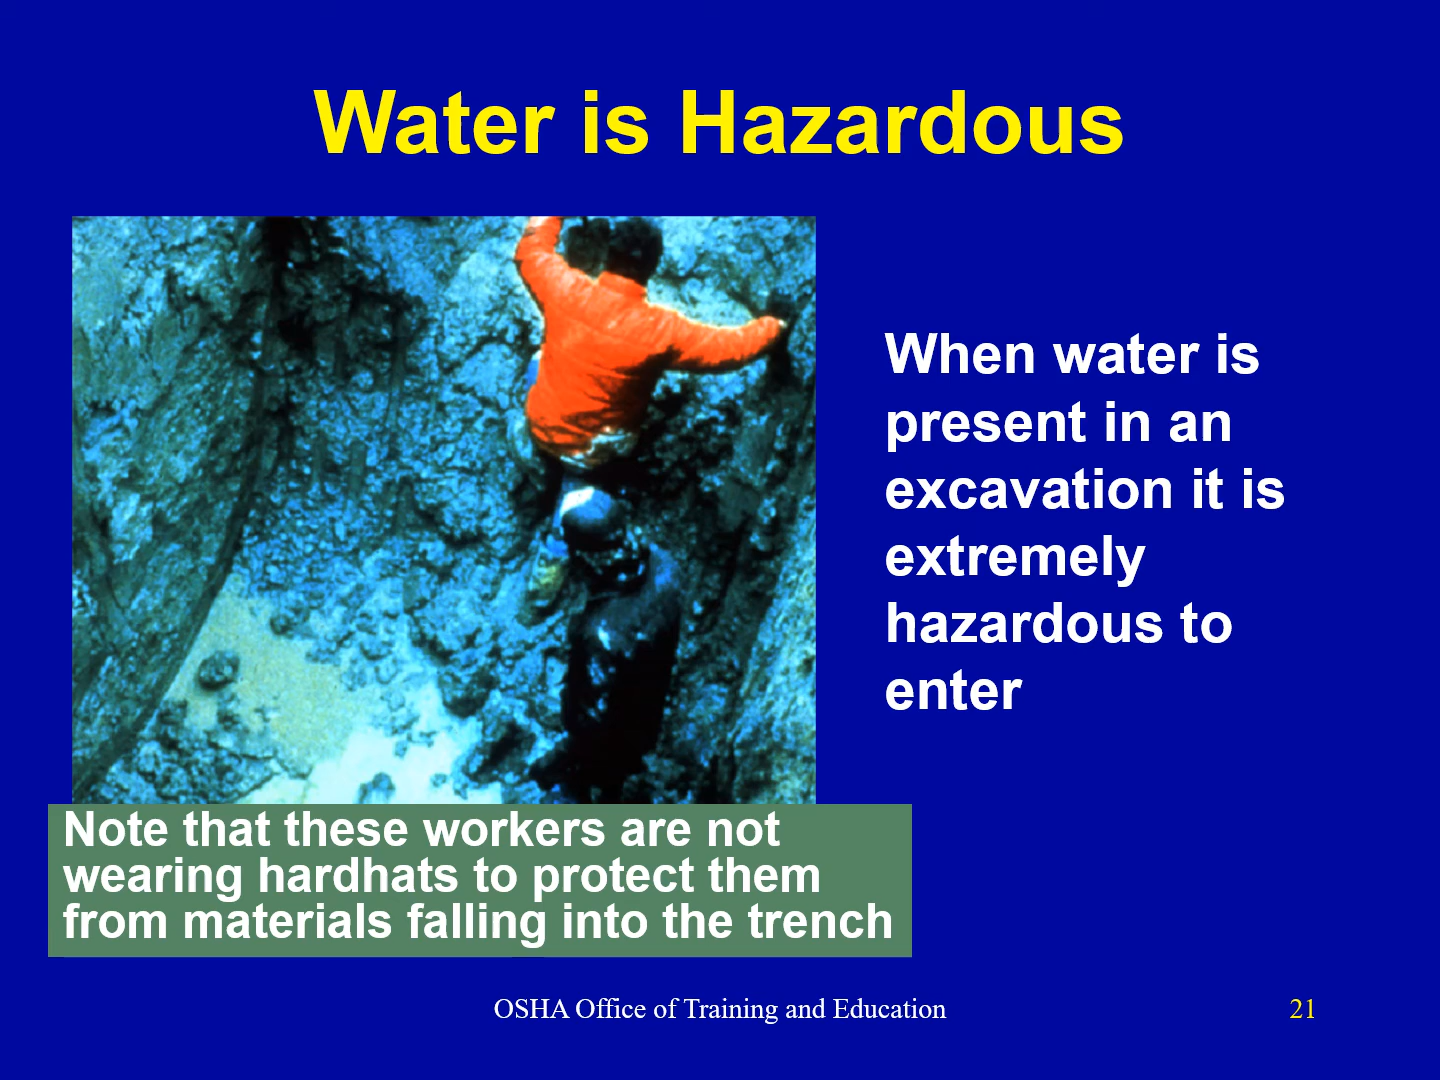 Water is Hazardous
When water is
present in an
excavation it is
extremely
hazardous to
enter
Note that these workers are not
wearing hardhats to protect them
from materials falling into the trench
OSHA Office of Training and Education
21